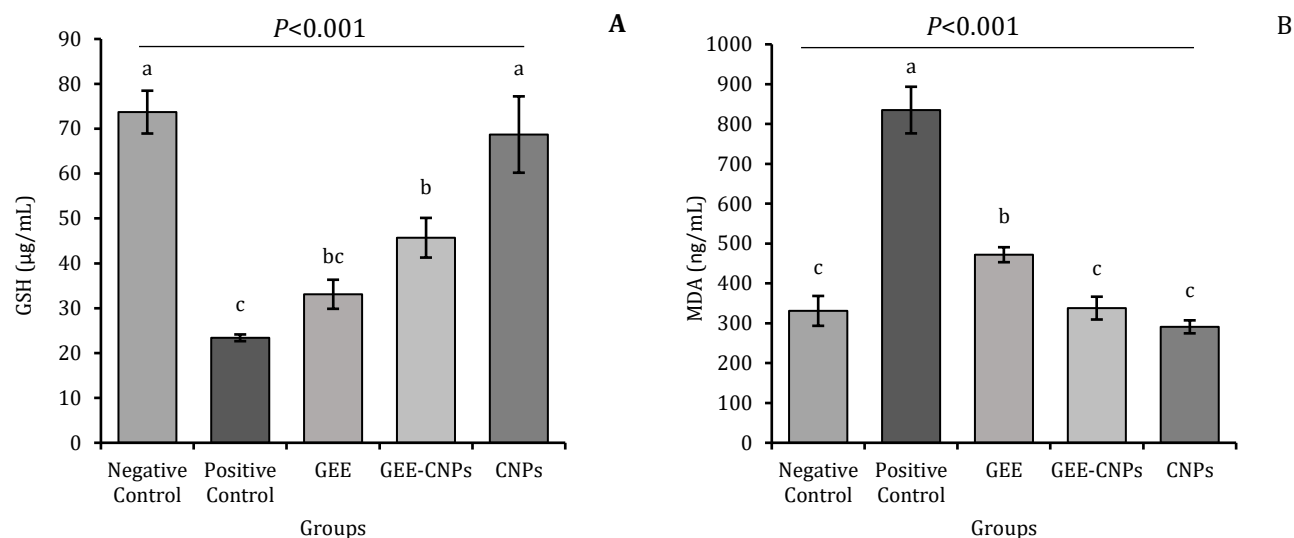 P<0.001
A
90
80
70
60
50
40
30
20
10
0
GSH (µg/mL)
a
c
bc
b
a
Negative Control
Positive Control
GEE
GEE-CNPs
CNPs
Groups
P<0.001
B
1000
900
800
700
600
500
400
300
200
100
0
MDA (ng/mL)
c
a
b
c
c
Negative Control
Positive Control
GEE
GEE-CNPs
CNPs
Groups